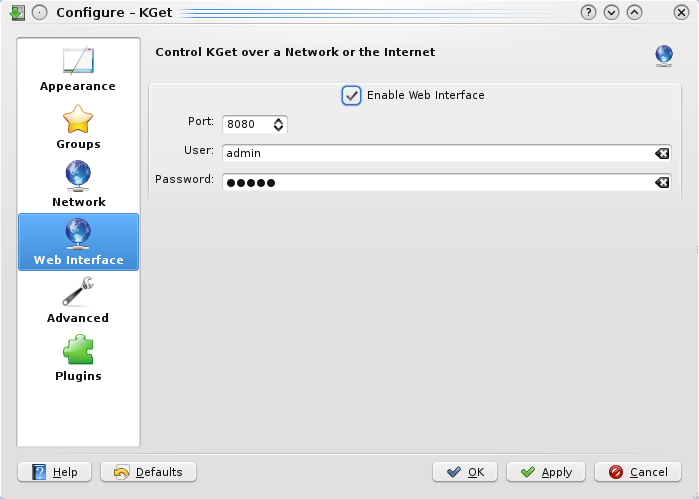 Configure – KGet
Control KGet over a Network or the Internet
Appearance
Groups
Network
Web Interface
Advanced
Plugins
Enable Web Interface
Port: 8080
User: admin
Password: ●●●●●
Help
Defaults
OK
Apply
Cancel